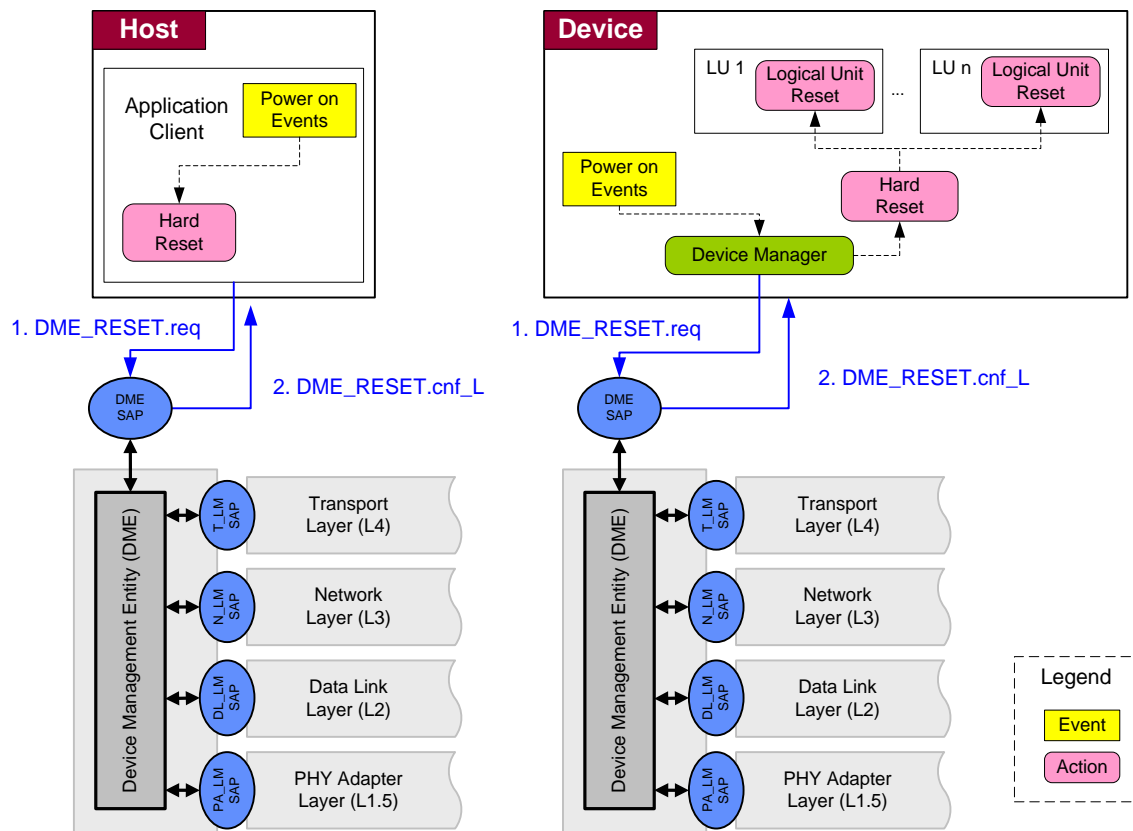 Host
Application
Client
Power on
Events
Hard
Reset
1. DME_RESET.req
2. DME_RESET.cnf_L
DME
SAP
Device Management Entity (DME)
T_LM
SAP
Transport
Layer (L4)
N_LM
SAP
Network
Layer (L3)
DL_LM
SAP
Data Link
Layer (L2)
PA_LM
SAP
PHY Adapter
Layer (L1.5)
Device
LU 1
Logical Unit
Reset
...
LU n
Logical Unit
Reset
Power on
Events
Hard
Reset
Device Manager
1. DME_RESET.req
2. DME_RESET.cnf_L
DME
SAP
Device Management Entity (DME)
T_LM
SAP
Transport
Layer (L4)
N_LM
SAP
Network
Layer (L3)
DL_LM
SAP
Data Link
Layer (L2)
PA_LM
SAP
PHY Adapter
Layer (L1.5)
Legend
Event
Action